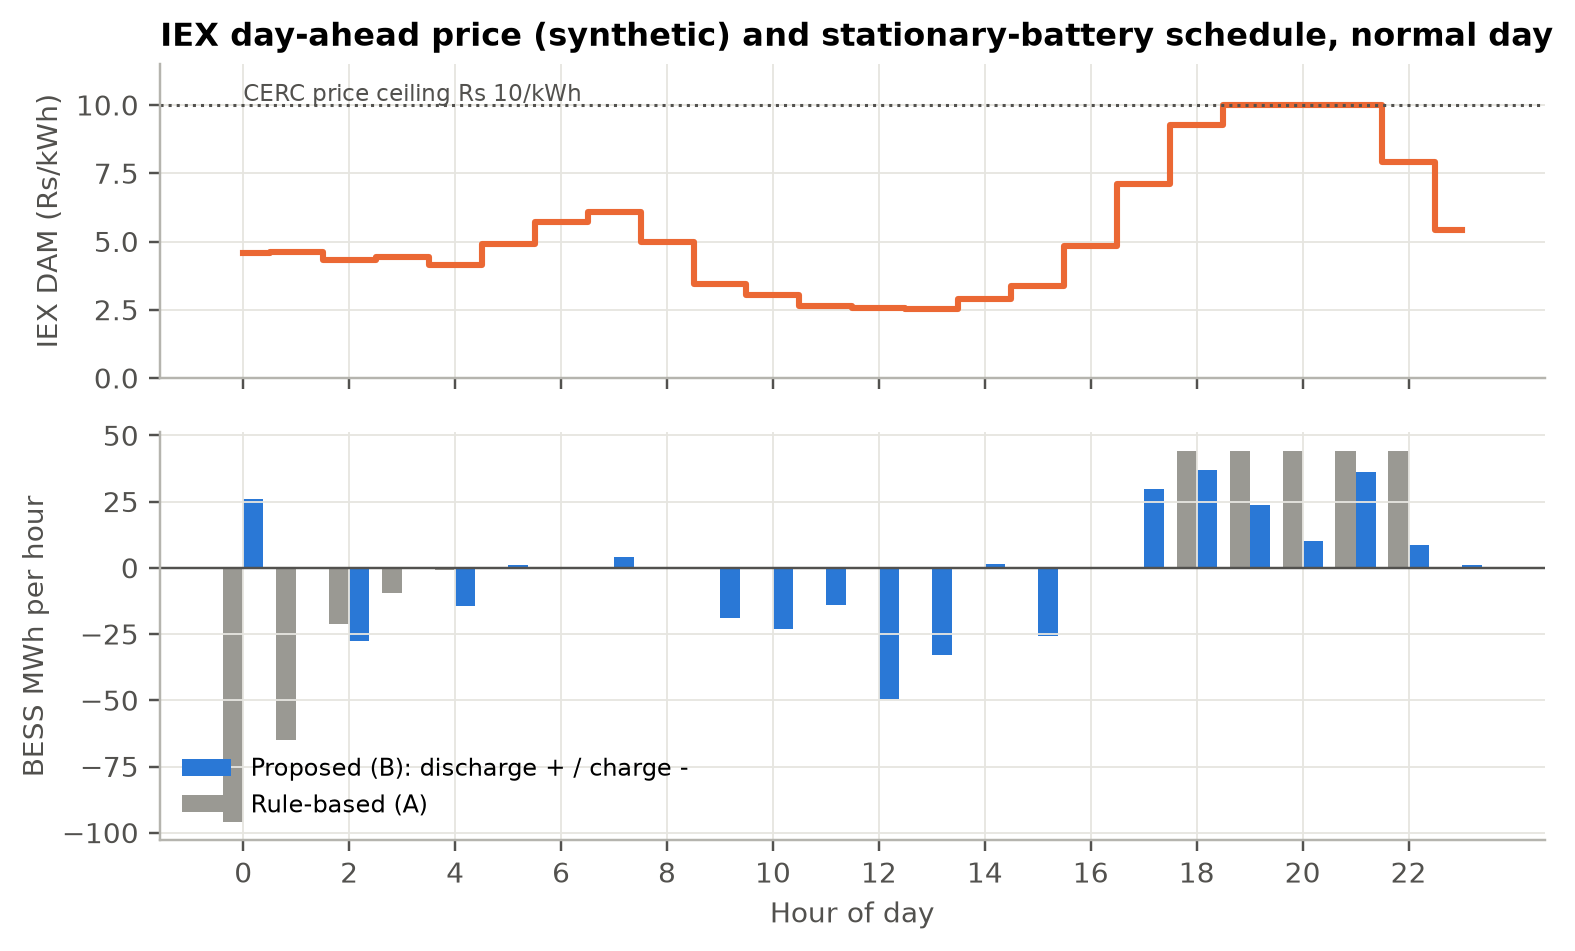 IEX day-ahead price (synthetic) and stationary-battery schedule, normal day
IEX DAM (Rs/kWh)
10.0
7.5
5.0
2.5
0.0
CERC price ceiling Rs 10/kWh
BESS MWh per hour
50
25
0
−25
−50
−75
−100
Proposed (B): discharge + / charge -
Rule-based (A)
0 2 4 6 8 10 12 14 16 18 20 22
Hour of day